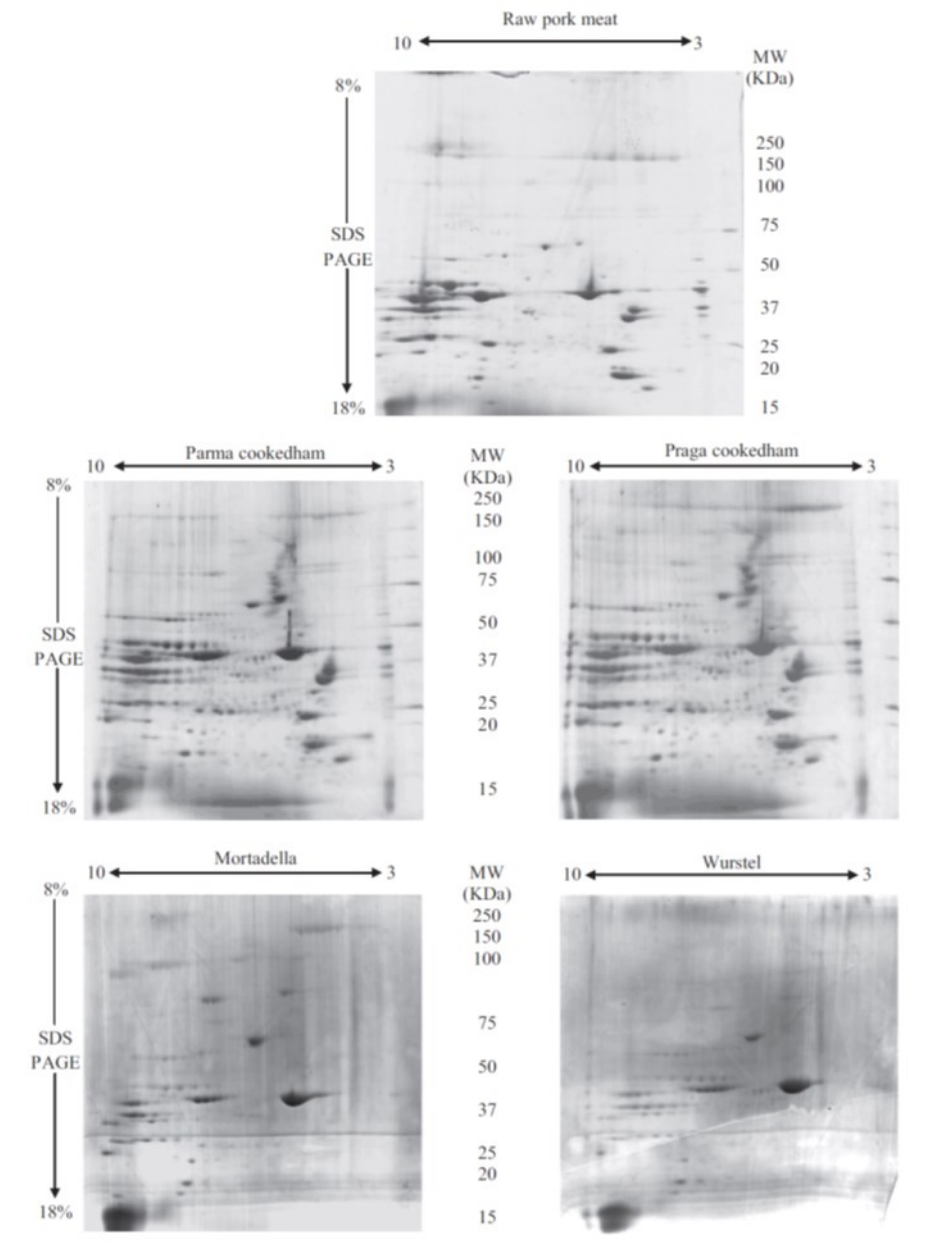 Raw pork meat
10 3
MW
(KDa)
8%
250
150
100
75
SDS
PAGE
50
37
25
20
18%
15
Parma cookedham
10 3
MW
(KDa)
Praga cookedham
10 3
8%
250
150
100
75
50
SDS
PAGE
37
25
20
15
18%
Mortadella
10 3
MW
(KDa)
Wurstel
10 3
8%
250
150
100
75
SDS
PAGE
50
37
25
20
18%
15